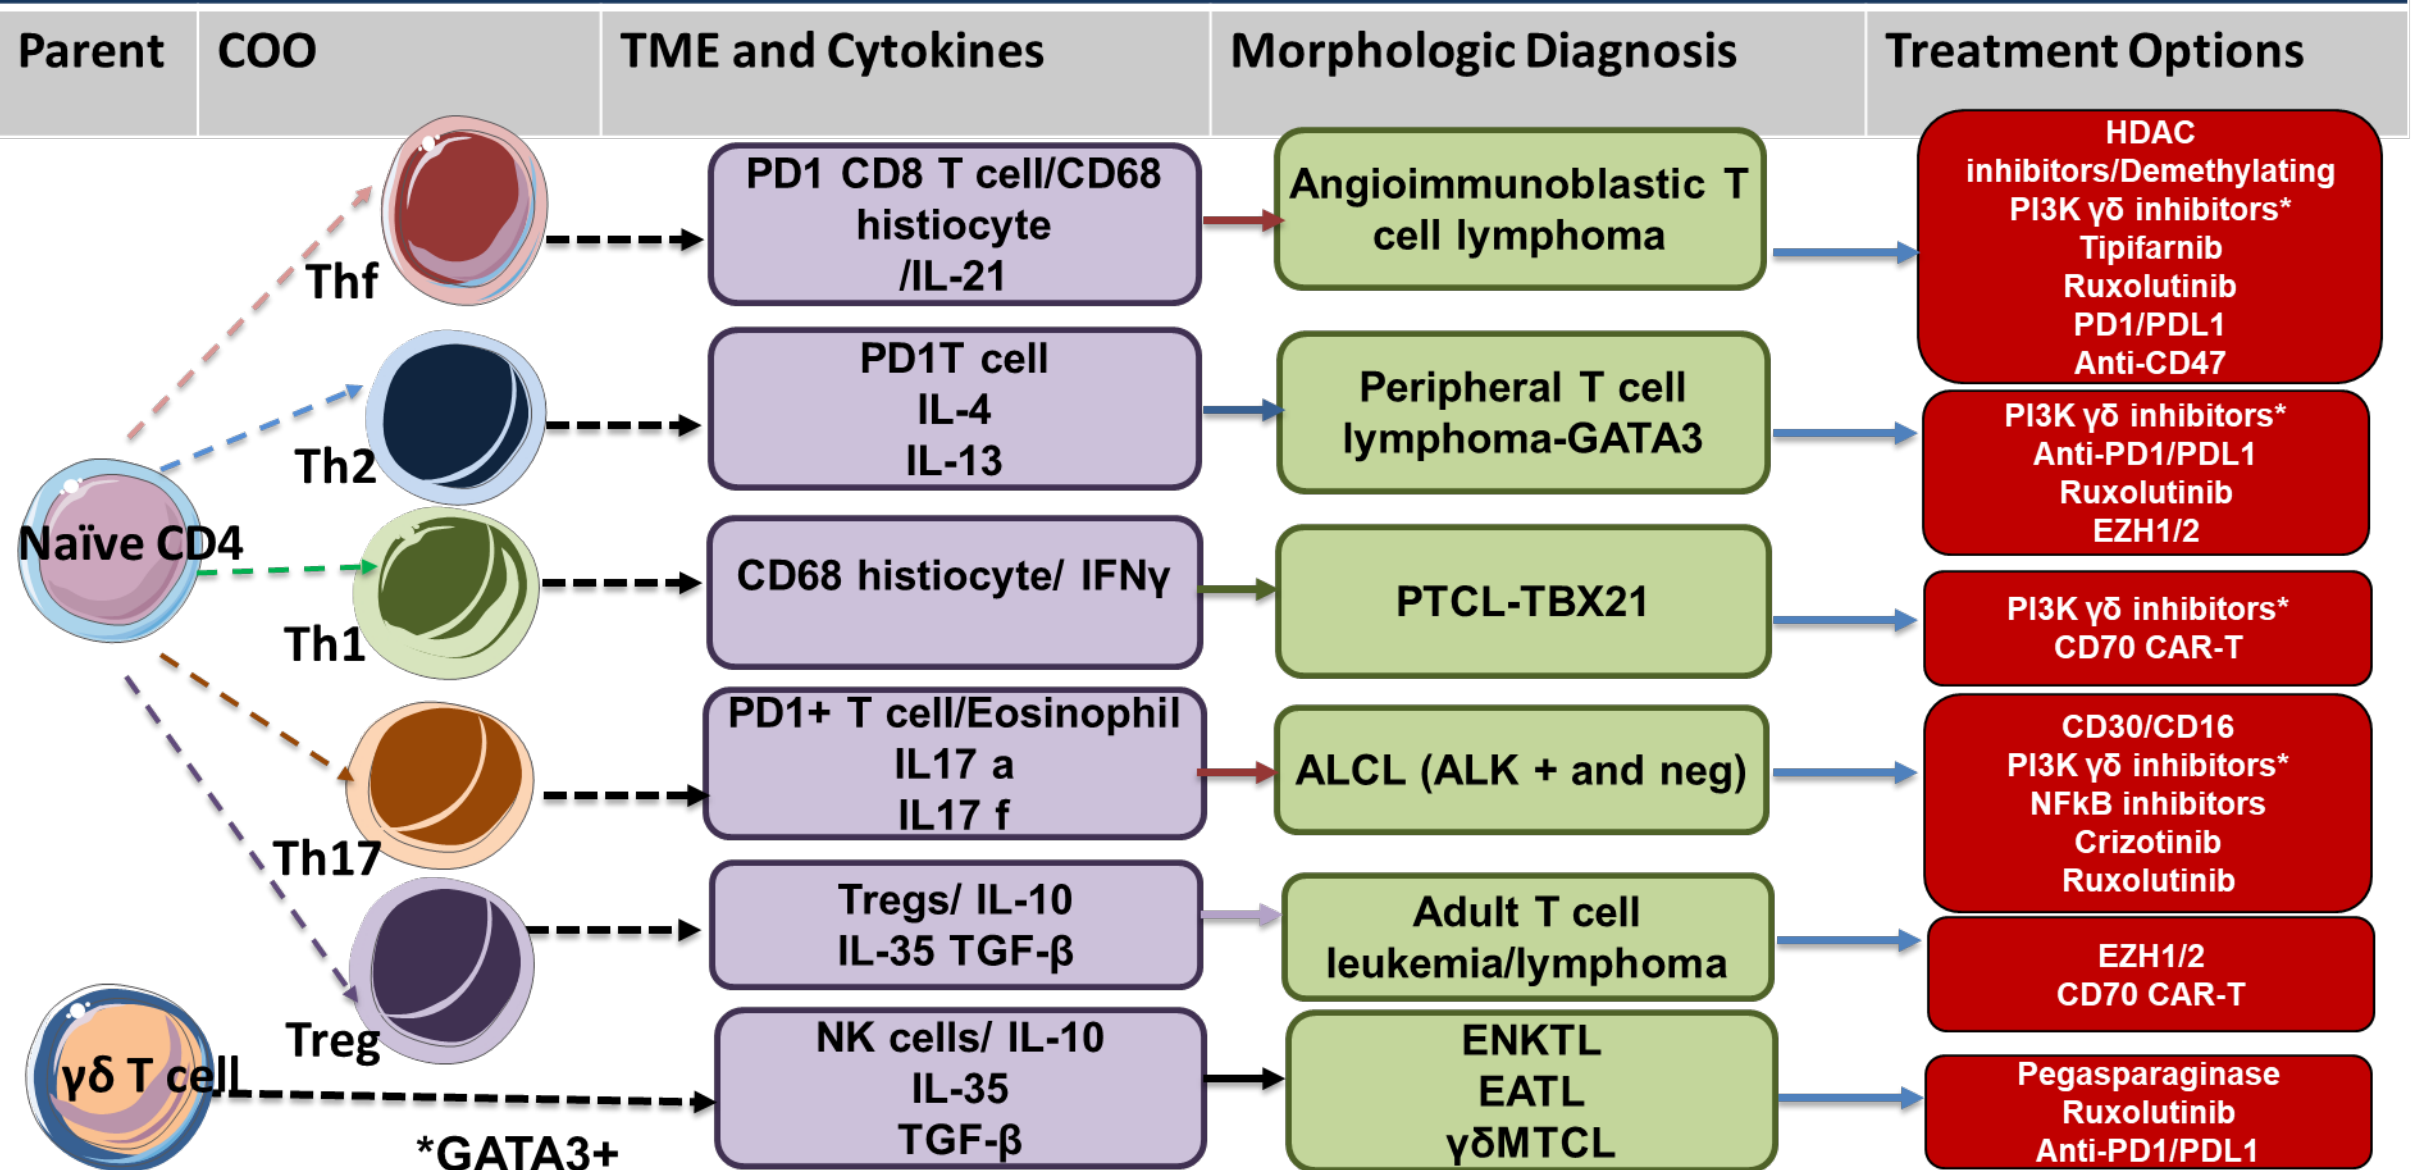 Parent
COO
TME and Cytokines
Morphologic Diagnosis
Treatment Options
Thf
PD1 CD8 T cell/CD68
histiocyte
/IL-21
Angioimmunoblastic T
cell lymphoma
HDAC
inhibitors/Demethylating
PI3K γδ inhibitors*
Tipifarnib
Ruxolutinib
PD1/PDL1
Anti-CD47
Th2
PD1T cell
IL-4
IL-13
Peripheral T cell
lymphoma-GATA3
PI3K γδ inhibitors*
Anti-PD1/PDL1
Ruxolutinib
EZH1/2
Naïve CD4
Th1
CD68 histiocyte/ IFNγ
PTCL-TBX21
PI3K γδ inhibitors*
CD70 CAR-T
Th17
PD1+ T cell/Eosinophil
IL17 a
IL17 f
ALCL (ALK + and neg)
CD30/CD16
PI3K γδ inhibitors*
NFkB inhibitors
Crizotinib
Ruxolutinib
Treg
Tregs/ IL-10
IL-35 TGF-β
Adult T cell
leukemia/lymphoma
EZH1/2
CD70 CAR-T
γδ T cell
*GATA3+
NK cells/ IL-10
IL-35
TGF-β
ENKTL
EATL
γδMTCL
Pegasparaginase
Ruxolutinib
Anti-PD1/PDL1